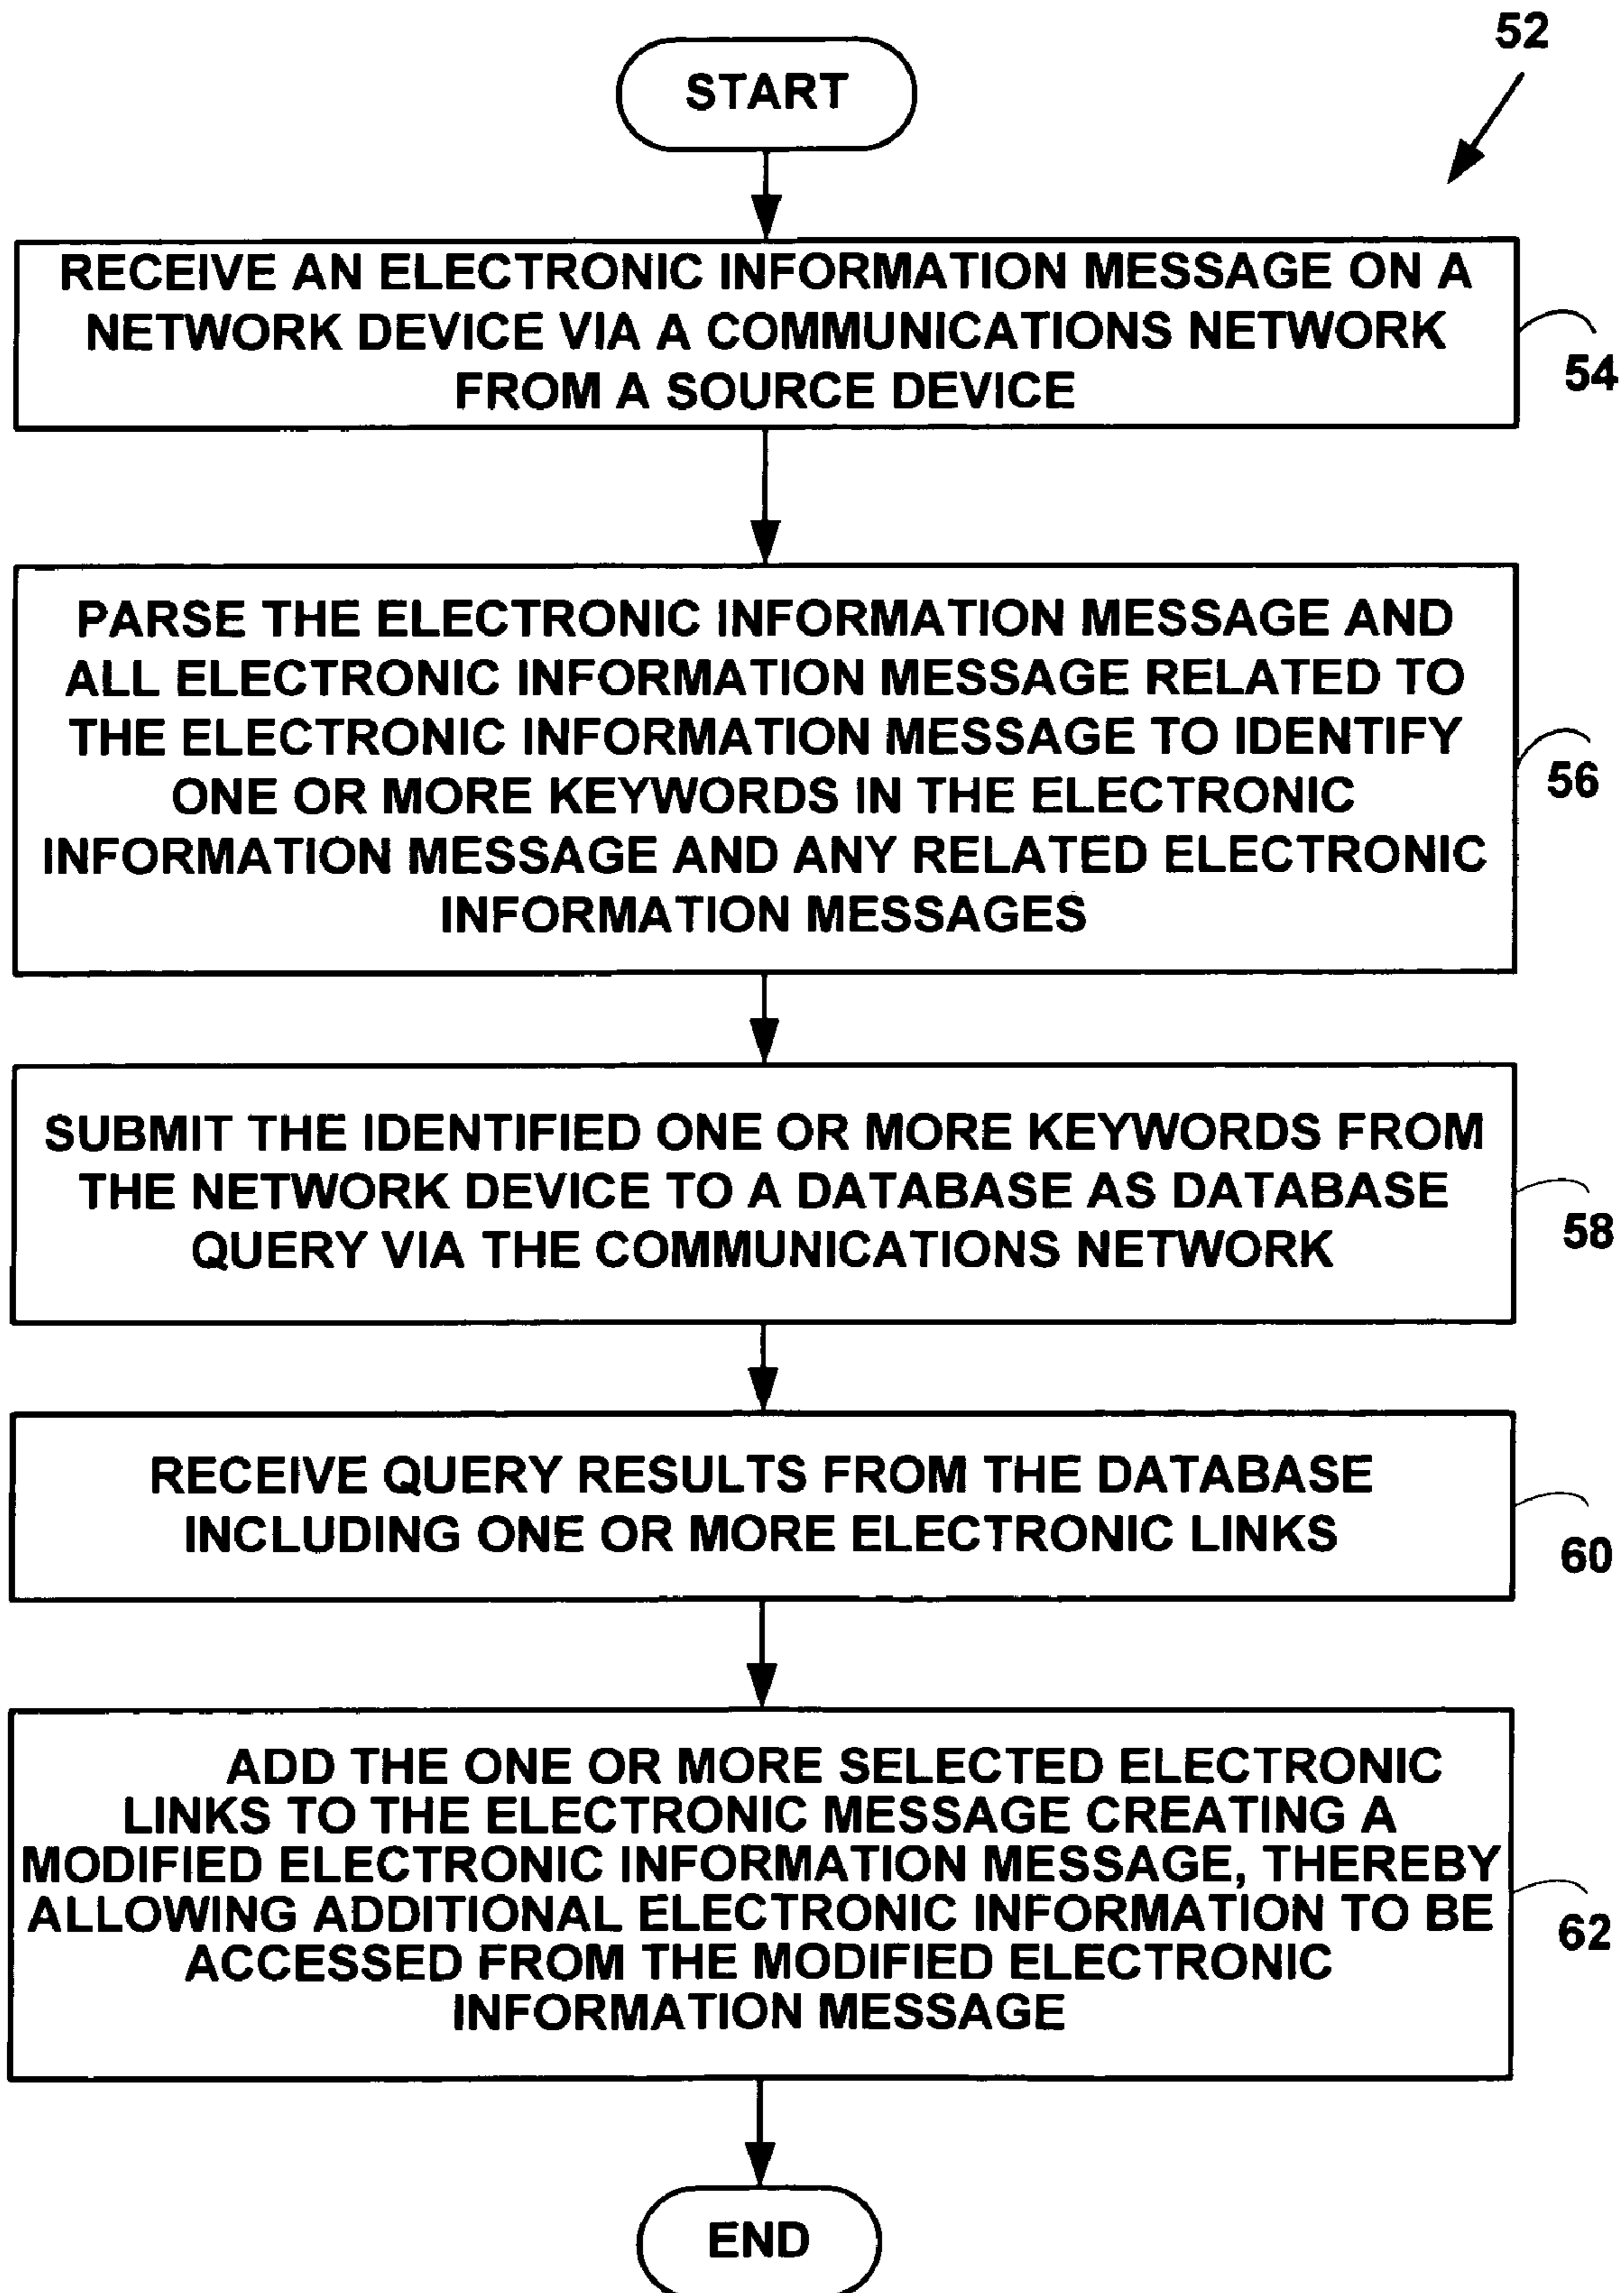 52
START
RECEIVE AN ELECTRONIC INFORMATION MESSAGE ON A
NETWORK DEVICE VIA A COMMUNICATIONS NETWORK
FROM A SOURCE DEVICE
54
PARSE THE ELECTRONIC INFORMATION MESSAGE AND
ALL ELECTRONIC INFORMATION MESSAGE RELATED TO
THE ELECTRONIC INFORMATION MESSAGE TO IDENTIFY
ONE OR MORE KEYWORDS IN THE ELECTRONIC
INFORMATION MESSAGE AND ANY RELATED ELECTRONIC
INFORMATION MESSAGES
56
SUBMIT THE IDENTIFIED ONE OR MORE KEYWORDS FROM
THE NETWORK DEVICE TO A DATABASE AS DATABASE
QUERY VIA THE COMMUNICATIONS NETWORK
58
RECEIVE QUERY RESULTS FROM THE DATABASE
INCLUDING ONE OR MORE ELECTRONIC LINKS
60
ADD THE ONE OR MORE SELECTED ELECTRONIC
LINKS TO THE ELECTRONIC MESSAGE CREATING A
MODIFIED ELECTRONIC INFORMATION MESSAGE, THEREBY
ALLOWING ADDITIONAL ELECTRONIC INFORMATION TO BE
ACCESSED FROM THE MODIFIED ELECTRONIC
INFORMATION MESSAGE
62
END